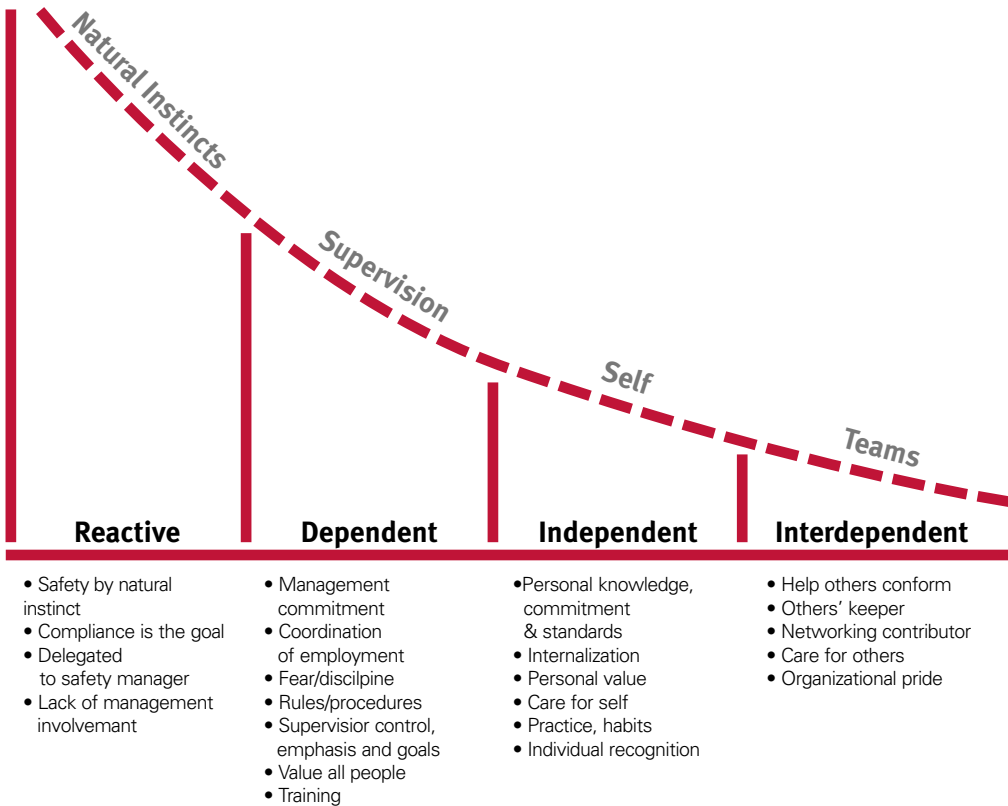 Natural Instincts
Supervision
Self
Teams
Reactive
Dependent
Independent
Interdependent
• Safety by natural
instinct
• Compliance is the goal
• Delegated
to safety manager
• Lack of management
involvemant
• Management
commitment
• Coordination
of employment
• Fear/discilpine
• Rules/procedures
• Supervisior control,
emphasis and goals
• Value all people
• Training
•Personal knowledge,
commitment
& standards
• Internalization
• Personal value
• Care for self
• Practice, habits
• Individual recognition
• Help others conform
• Others’ keeper
• Networking contributor
• Care for others
• Organizational pride